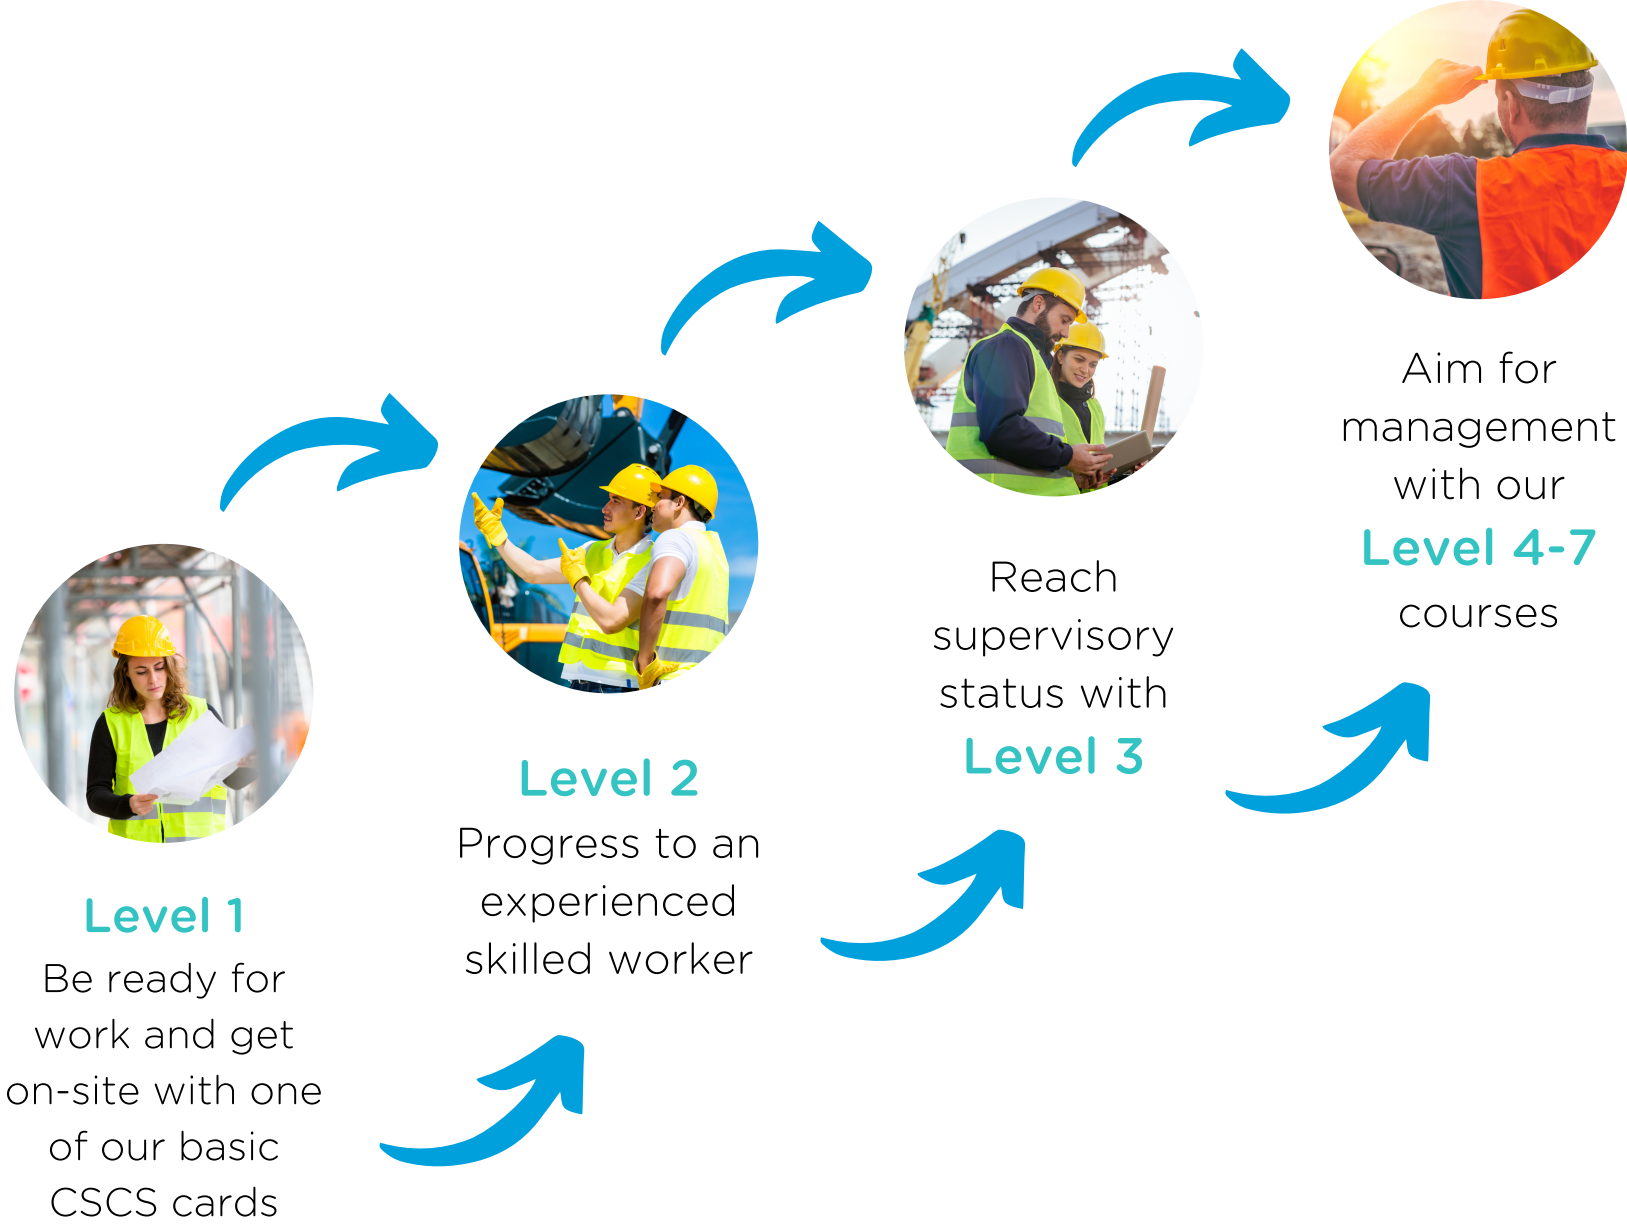 Level 1
Be ready for
work and get
on-site with one
of our basic
CSCS cards
Level 2
Progress to an
experienced
skilled worker
Reach
supervisory
status with
Level 3
Aim for
management
with our
Level 4-7
courses